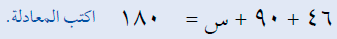 ٤٦ + ٩٠ + س = ١٨٠ اكتب المعادلة.